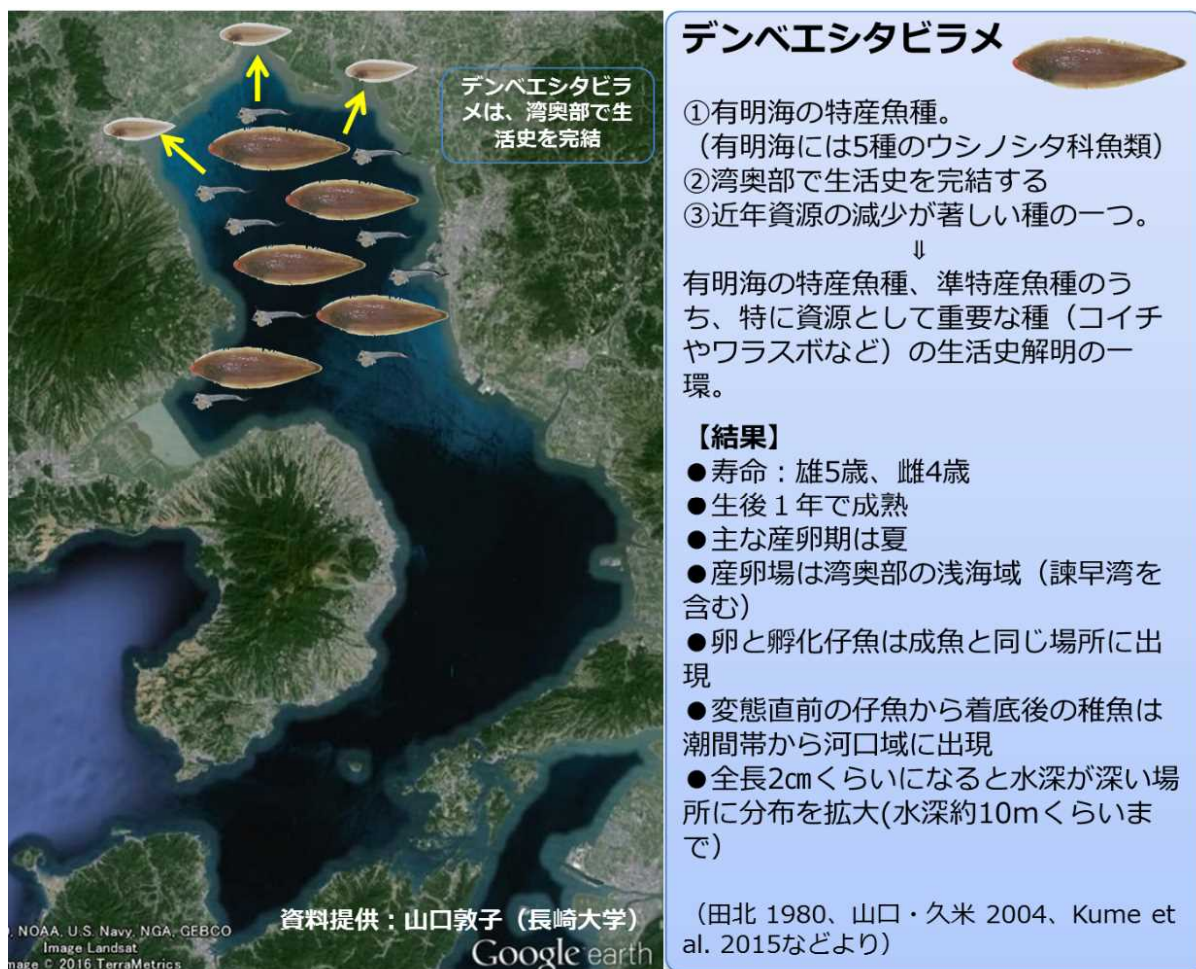 デンベエシタビラ
メは、湾奥部で生
活史を完結
資料提供：山口敦子（長崎大学）
, NOAA, U.S. Navy, NGA, GEBCO
Image Landsat
mage © 2016 TerraMetrics
Google earth
デンベエシタビラメ
①有明海の特産魚種。
（有明海には5種のウシノシタ科魚類）
②湾奥部で生活史を完結する
③近年資源の減少が著しい種の一つ。
⇓
有明海の特産魚種、準特産魚種のう
ち、特に資源として重要な種（コイチ
やワラスボなど）の生活史解明の一
環。
【結果】
●寿命：雄5歳、雌4歳
●生後１年で成熟
●主な産卵期は夏
●産卵場は湾奥部の浅海域（諫早湾を
含む）
●卵と孵化仔魚は成魚と同じ場所に出
現
●変態直前の仔魚から着底後の稚魚は
潮間帯から河口域に出現
●全長2㎝くらいになると水深が深い場
所に分布を拡大(水深約10mくらいま
で）
（田北 1980、山口・久米 2004、Kume et
al. 2015などより）